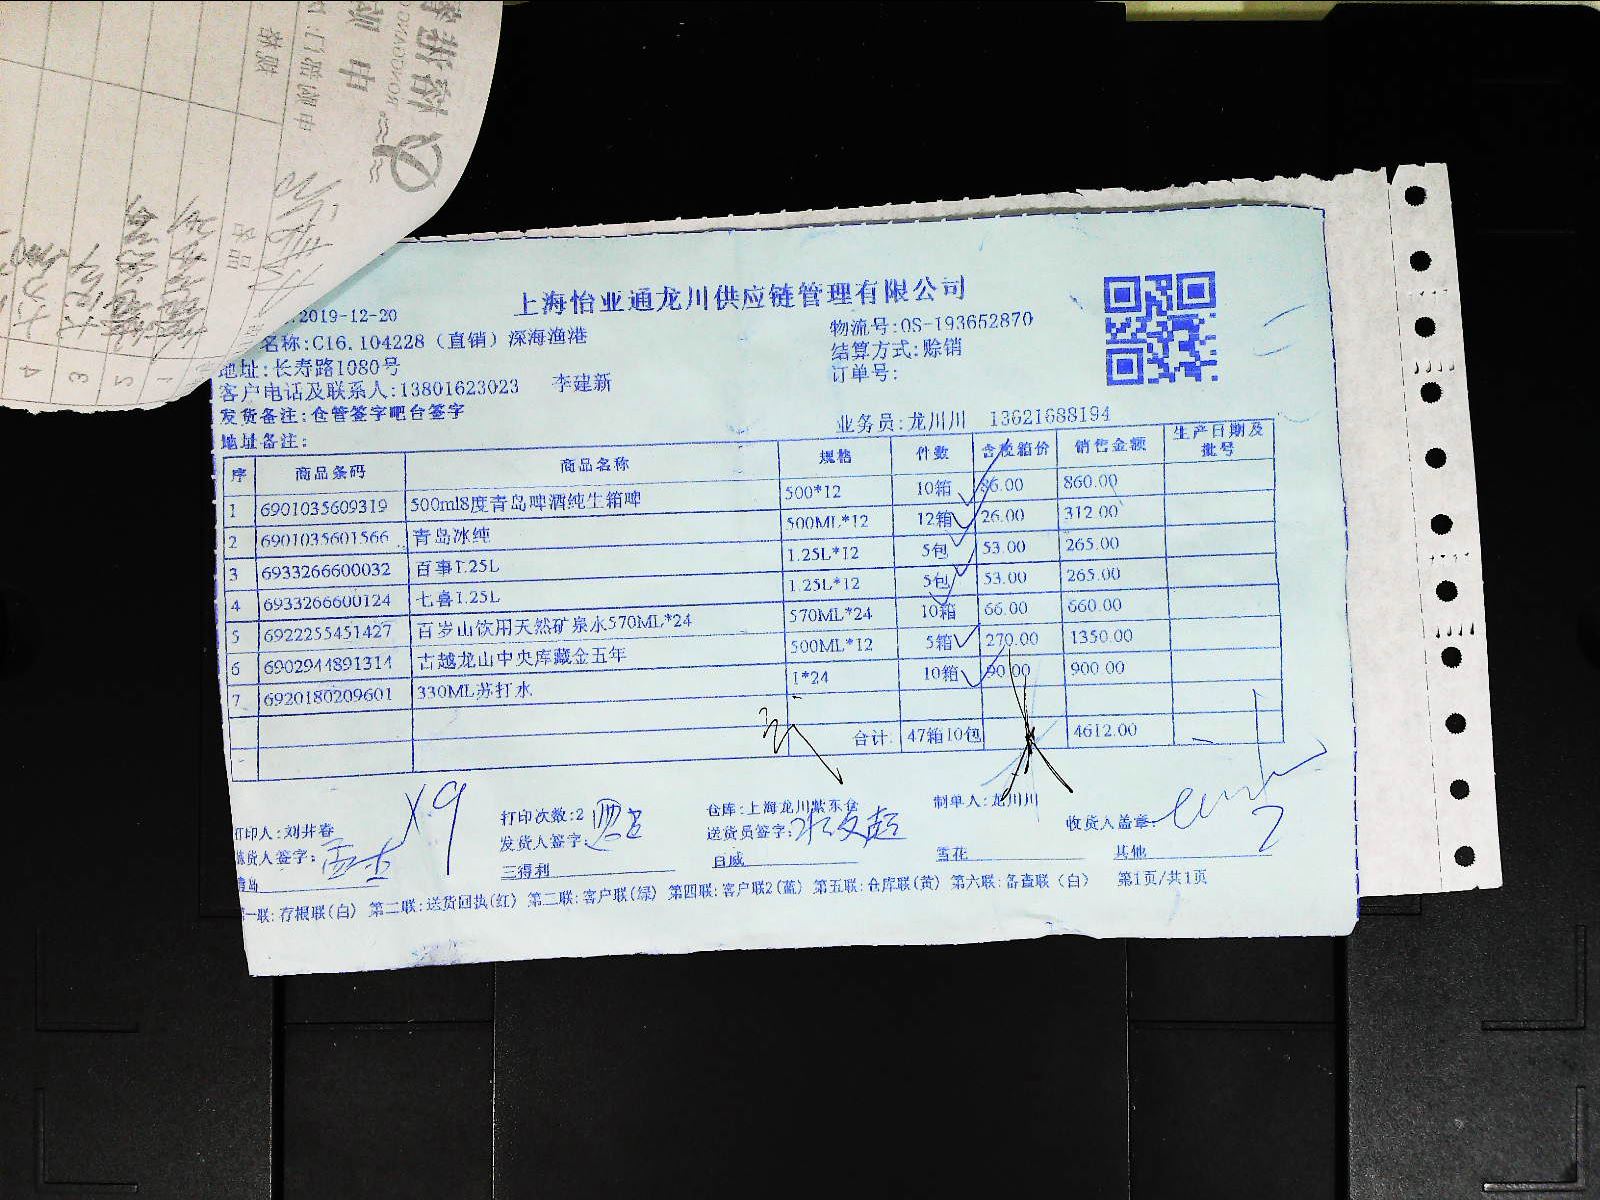 上海怡亚通龙川供应链管理有限公司
2019-12-20
物流号:OS-193652870
名称:C16.104228（直销）深海渔港
结算方式:赊销
地址:长寿路1080号
订单号:
客户电话及联系人:13801623023 李建新
发货备注:仓管签字吧台签字
业务员:龙川川 13621688194
地址备注:
序 商品条码 商品名称 规格 件数 含税箱价 销售金额 生产日期及批号
1 6901035609319 500ml8度青岛啤酒纯生箱啤 500*12 10箱 86.00 860.00
2 6901035601566 青岛冰纯 500ML*12 12箱 26.00 312.00
3 6933266600032 百事1.25L 1.25L*12 5包 53.00 265.00
4 6933266600124 七喜1.25L 1.25L*12 5包 53.00 265.00
5 6922255451427 百岁山饮用天然矿泉水570ML*24 570ML*24 10箱 66.00 660.00
6 6902944891314 古越龙山中央库藏金五年 500ML*12 5箱 270.00 1350.00
7 6920180209601 330ML苏打水 1*24 10箱 90.00 900.00
合计: 47箱10包 4612.00
打印人:刘井春 打印次数:2 仓库:上海龙川紫东仓 制单人:龙川川
货人签字: 发货人签字: 送货员签字: 收货人盖章:
青岛 三得利 百威 雪花 其他
一联:存根联(白) 第二联:送货回执(红) 第三联:客户联(绿) 第四联:客户联2(蓝) 第五联:仓库联(黄) 第六联:备查联(白) 第1页/共1页